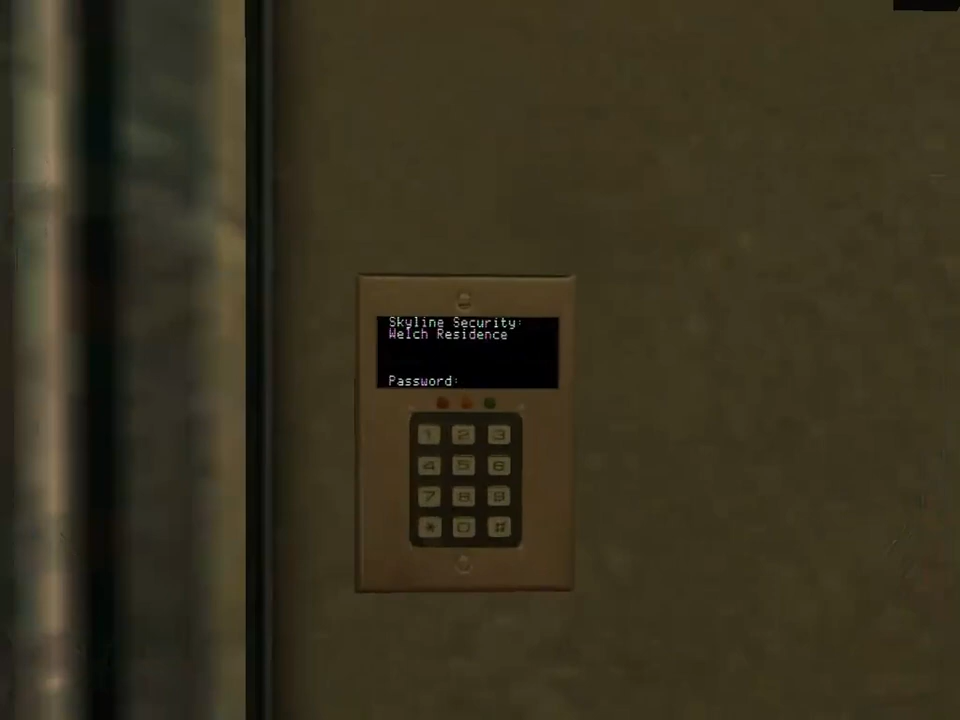 Skyline Security:
Welch Residence
Password:
1 2 3
4 5 6
7 8 9
* 0 #